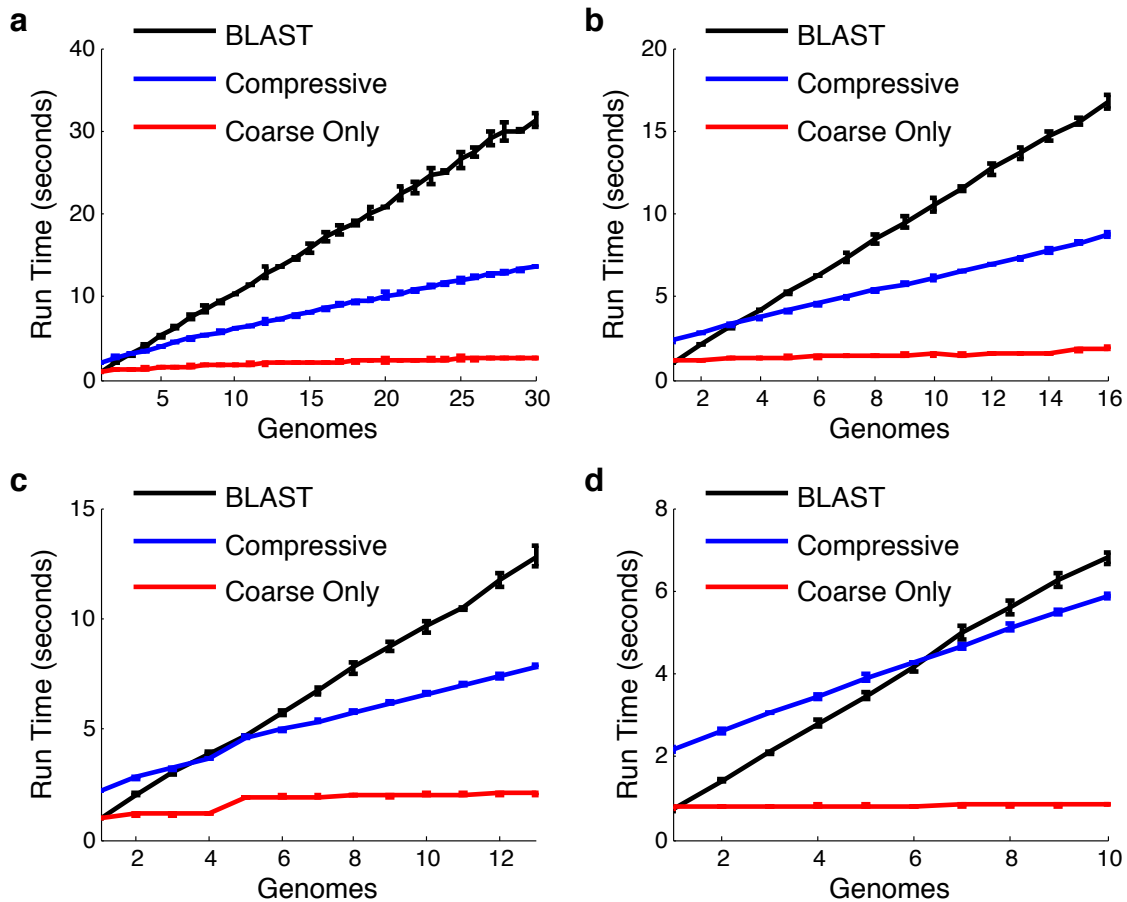 a
BLAST
Compressive
Coarse Only
Run Time (seconds)
40
30
20
10
0
5 10 15 20 25 30
Genomes
b
BLAST
Compressive
Coarse Only
Run Time (seconds)
20
15
10
5
0
2 4 6 8 10 12 14 16
Genomes
c
BLAST
Compressive
Coarse Only
Run Time (seconds)
15
10
5
0
2 4 6 8 10 12
Genomes
d
BLAST
Compressive
Coarse Only
Run Time (seconds)
8
6
4
2
0
2 4 6 8 10
Genomes